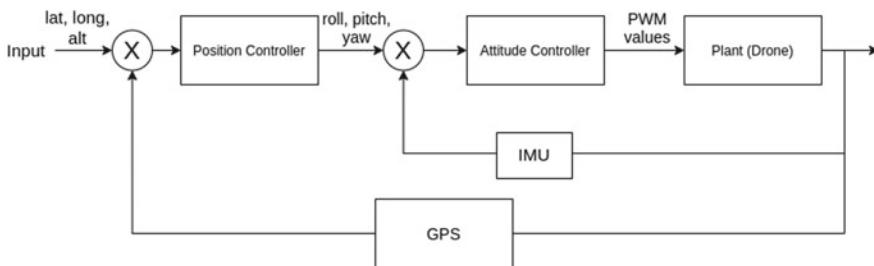 lat, long,
alt
Input
X
Position Controller
roll, pitch,
yaw
X
Attitude Controller
PWM
values
Plant (Drone)
IMU
GPS